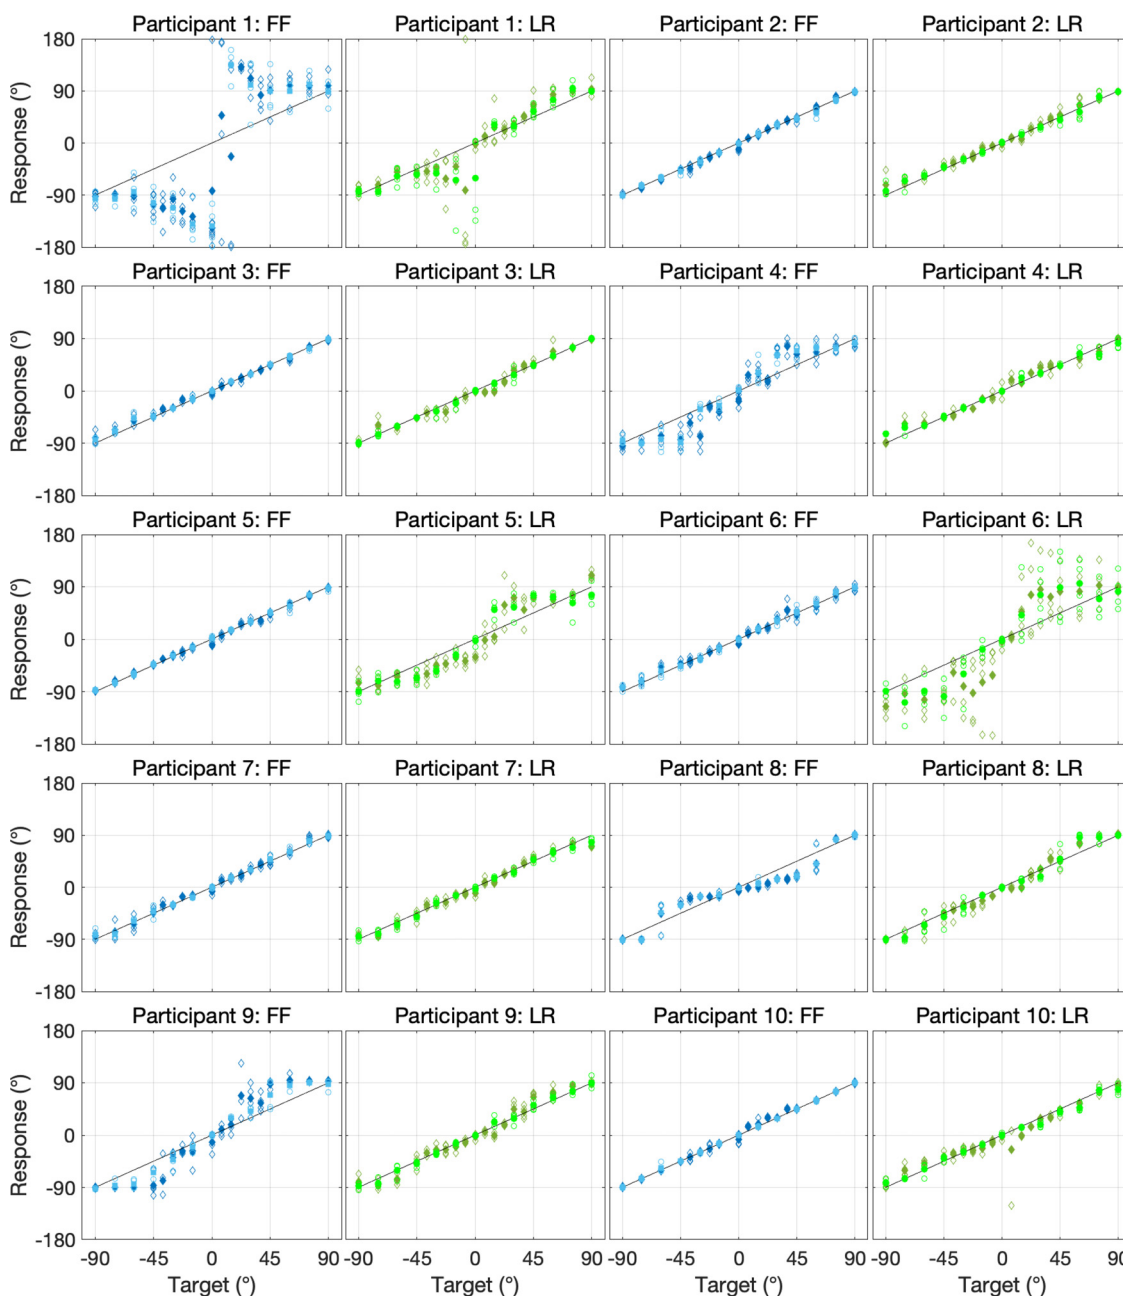 Participant 1: FF Participant 1: LR Participant 2: FF Participant 2: LR
180
90
0
-90
-180
Response (°)
Participant 3: FF Participant 3: LR Participant 4: FF Participant 4: LR
180
90
0
-90
-180
Response (°)
Participant 5: FF Participant 5: LR Participant 6: FF Participant 6: LR
180
90
0
-90
-180
Response (°)
Participant 7: FF Participant 7: LR Participant 8: FF Participant 8: LR
180
90
0
-90
-180
Response (°)
Participant 9: FF Participant 9: LR Participant 10: FF Participant 10: LR
180
90
0
-90
-180
Response (°)
-90 -45 0 45 -90 -45 0 45 -90 -45 0 45 -90 -45 0 45 90
Target (°) Target (°) Target (°) Target (°)